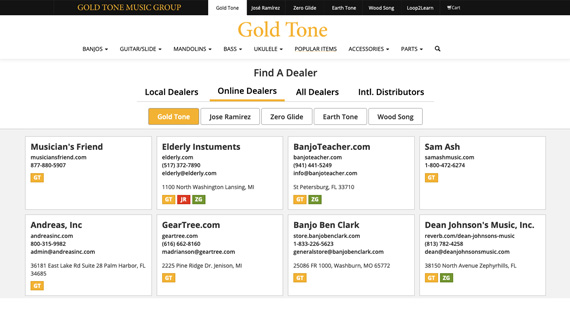 GOLD TONE MUSIC GROUP
Gold Tone
José Ramírez
Zero Glide
Earth Tone
Wood Song
Loop2Learn
Cart
Gold Tone
BANJOS
GUITAR/SLIDE
MANDOLINS
BASS
UKULELE
POPULAR ITEMS
ACCESSORIES
PARTS
Find A Dealer
Local Dealers
Online Dealers
All Dealers
Intl. Distributors
Gold Tone
Jose Ramirez
Zero Glide
Earth Tone
Wood Song
Musician's Friend
musiciansfriend.com
877-880-5907
GT
Elderly Instuments
elderly.com
(517) 372-7890
elderly@elderly.com
1100 North Washington Lansing, MI
GT JR ZG
BanjoTeacher.com
banjoteacher.com
(941) 441-5249
info@banjoteacher.com
St Petersburg, FL 33710
GT ZG
Sam Ash
samashmusic.com
1-800-472-6274
GT
Andreas, Inc
andreasinc.com
800-315-9982
admin@andreasinc.com
36181 East Lake Rd Suite 28 Palm Harbor, FL
34685
GT
GearTree.com
geartree.com
(616) 662-8160
madrianson@geartree.com
2225 Pine Ridge Dr. Jenison, MI
GT
Banjo Ben Clark
store.banjobenclark.com
1-833-226-5623
generalstore@banjobenclark.com
25086 FR 1000, Washburn, MO 65772
GT
Dean Johnson's Music, Inc.
reverb.com/dean-johnsons-music
(813) 782-4258
dean@deanjohnsonsmusic.com
38150 North Avenue Zephyrhills, FL
GT ZG